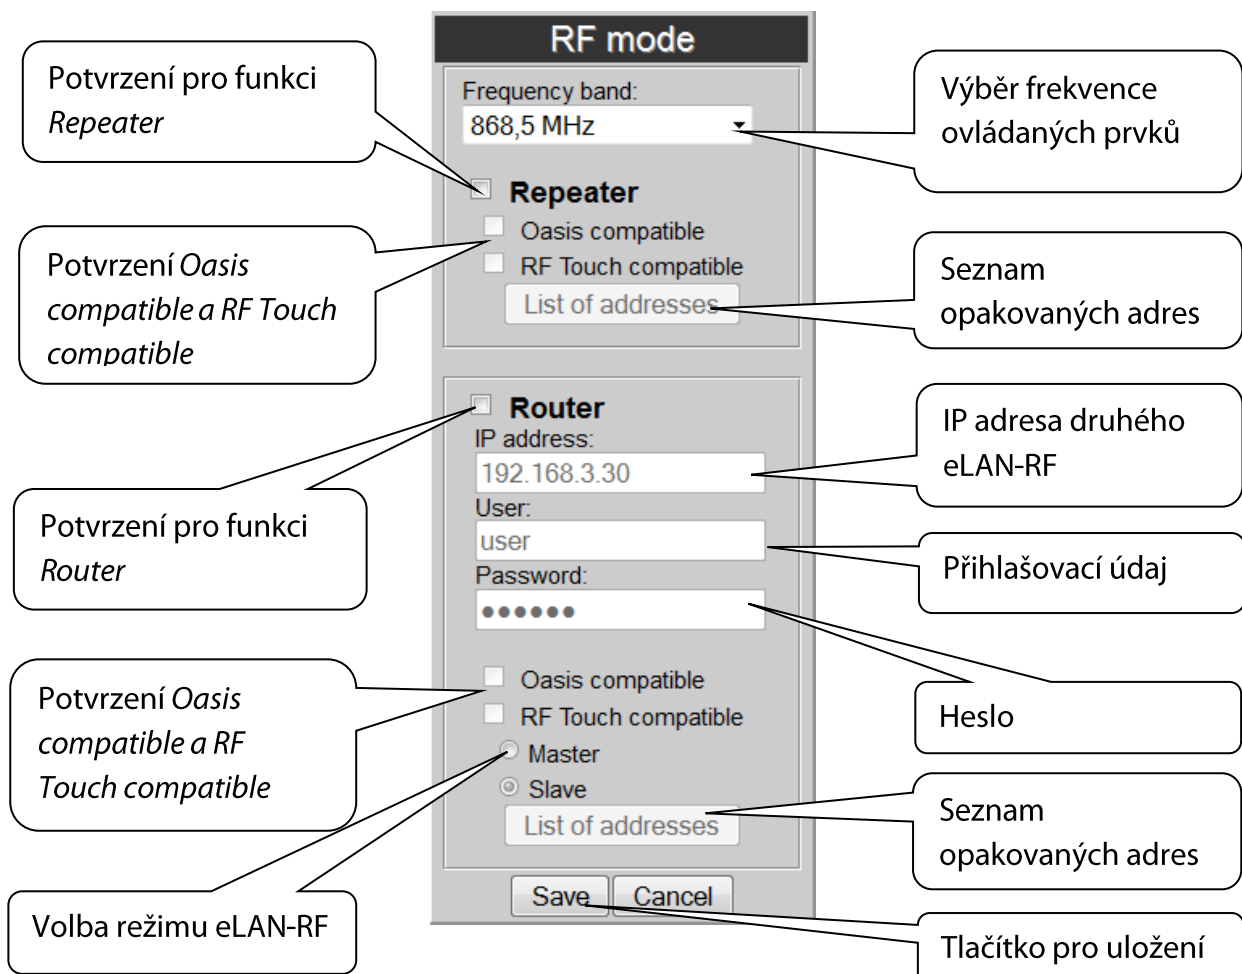 RF mode
Potvrzení pro funkci
Repeater
Frequency band:
868,5 MHz
Výběr frekvence
ovládaných prvků
Repeater
Oasis compatible
RF Touch compatible
List of addresses
Potvrzení Oasis
compatible a RF Touch
compatible
Seznam
opakovaných adres
Router
IP address:
192.168.3.30
User:
user
Password:
●●●●●●
IP adresa druhého
eLAN-RF
Potvrzení pro funkci
Router
Přihlašovací údaj
Oasis compatible
RF Touch compatible
Master
Slave
List of addresses
Potvrzení Oasis
compatible a RF
Touch compatible
Heslo
Seznam
opakovaných adres
Save Cancel
Volba režimu eLAN-RF
Tlačítko pro uložení